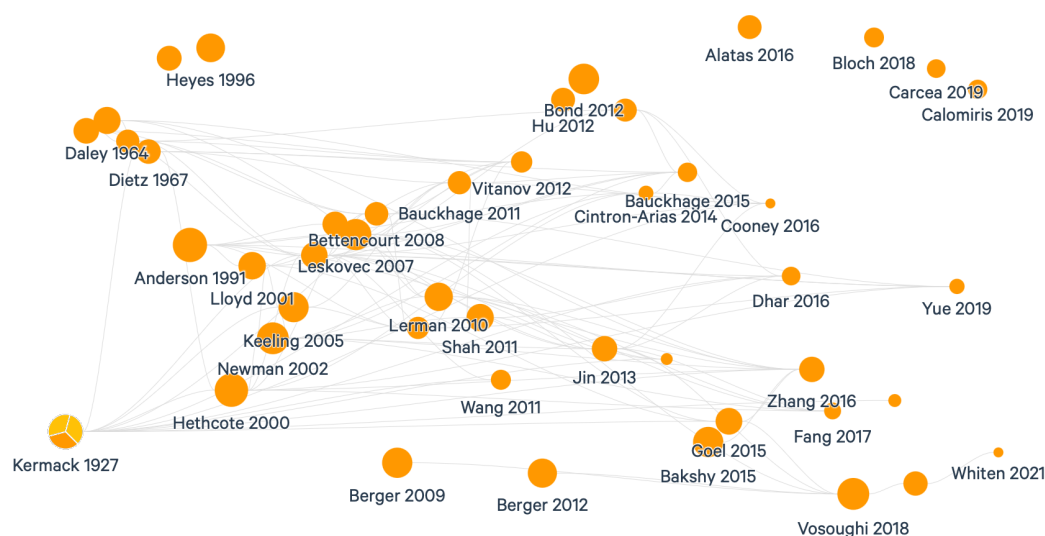 Alatas 2016
Bloch 2018
Heyes 1996
Carcea 2019
Bond 2012
Calomiris 2019
Hu 2012
Daley 1964
Dietz 1967
Vitanov 2012
Bauckhage 2015
Bauckhage 2011
Cintron-Arias 2014
Cooney 2016
Bettencourt 2008
Leskovec 2007
Anderson 1991
Lloyd 2001
Dhar 2016
Yue 2019
Lerman 2010
Keeling 2005
Shah 2011
Newman 2002
Jin 2013
Zhang 2016
Wang 2011
Hethcote 2000
Fang 2017
Goel 2015
Kermack 1927
Bakshy 2015
Whiten 2021
Berger 2009
Berger 2012
Vosoughi 2018